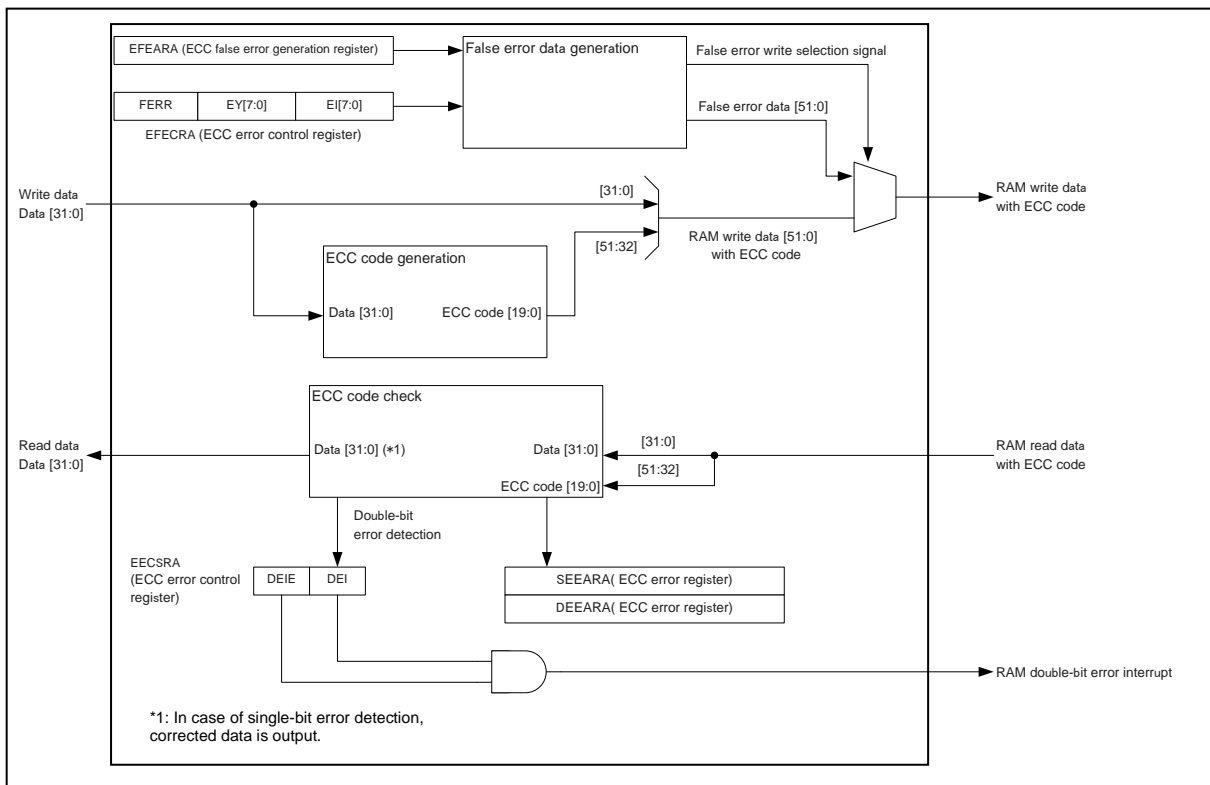 EFEARA (ECC false error generation register)
False error data generation
False error write selection signal
FERR
EY[7:0]
EI[7:0]
False error data [51:0]
EFECRA (ECC error control register)
Write data
Data [31:0]
[31:0]
RAM write data
with ECC code
[51:32]
RAM write data [51:0]
with ECC code
ECC code generation
Data [31:0]
ECC code [19:0]
ECC code check
Read data
Data [31:0]
Data [31:0] (*1)
Data [31:0]
[31:0]
RAM read data
with ECC code
[51:32]
ECC code [19:0]
Double-bit
error detection
EECSRA
(ECC error control
register)
DEIE
DEI
SEEARA( ECC error register)
DEEARA( ECC error register)
RAM double-bit error interrupt
*1: In case of single-bit error detection,
corrected data is output.